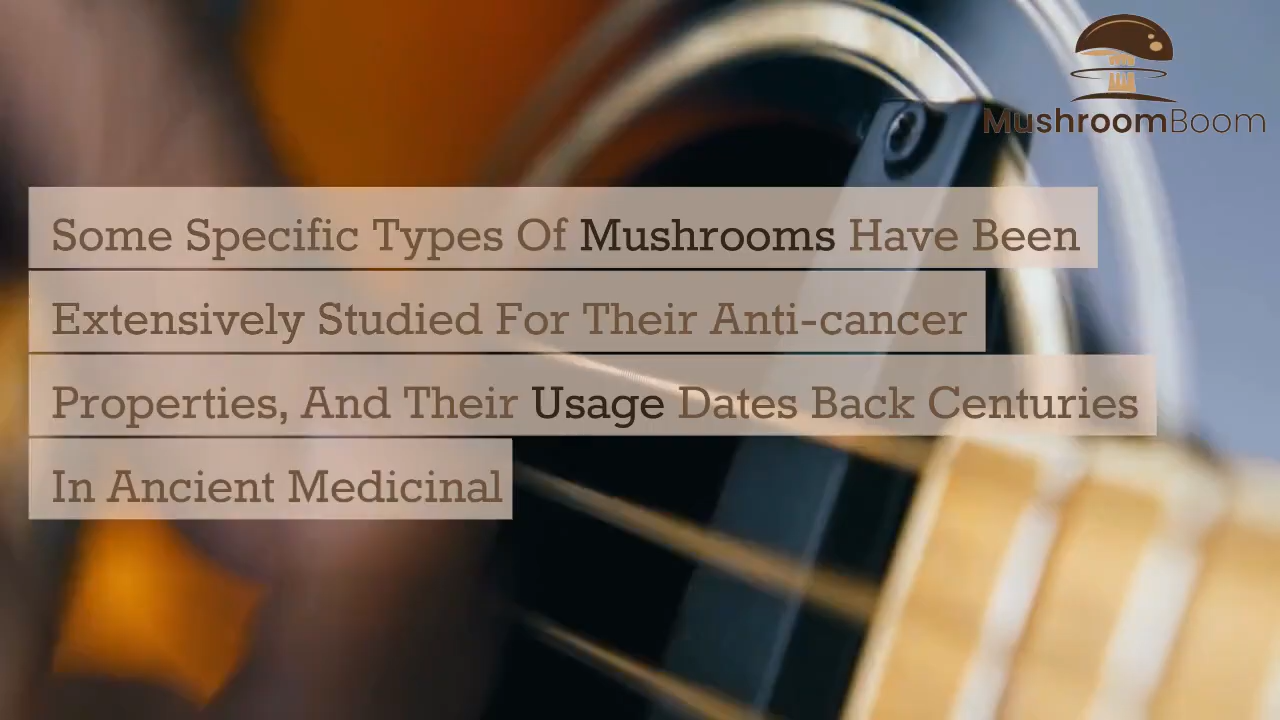 MushroomBoom
Some Specific Types Of Mushrooms Have Been
Extensively Studied For Their Anti-cancer
Properties, And Their Usage Dates Back Centuries
In Ancient Medicinal